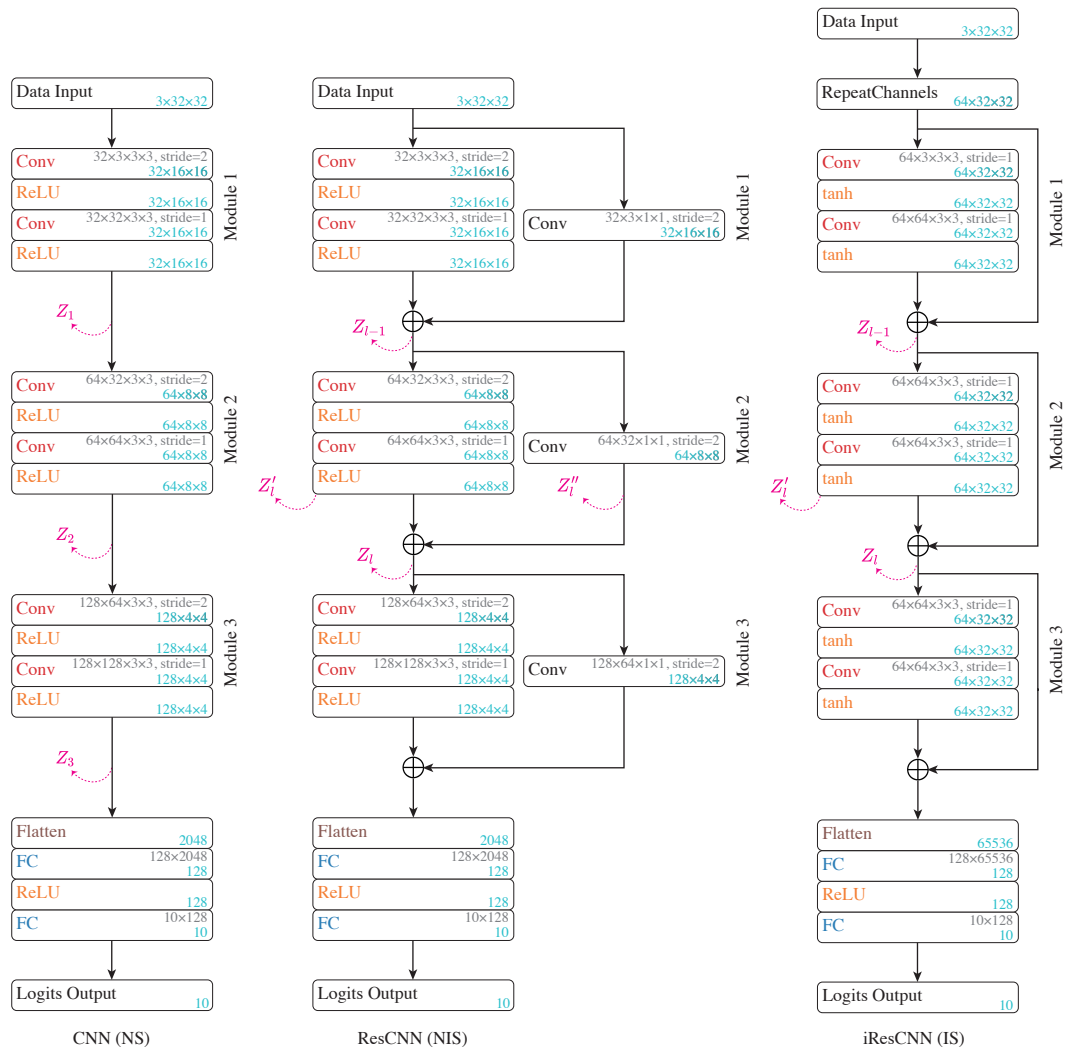 Data Input
3×32×32
Conv
32×3×3×3, stride=2
32×16×16
ReLU
32×16×16
Conv
32×32×3×3, stride=1
32×16×16
ReLU
32×16×16
Module 1
Z1
Conv
64×32×3×3, stride=2
64×8×8
ReLU
64×8×8
Conv
64×64×3×3, stride=1
64×8×8
ReLU
64×8×8
Module 2
Z2
Conv
128×64×3×3, stride=2
128×4×4
ReLU
128×4×4
Conv
128×128×3×3, stride=1
128×4×4
ReLU
128×4×4
Module 3
Z3
Flatten
2048
FC
128×2048
128
ReLU
128
FC
10×128
10
Logits Output
10
CNN (NS)
Data Input
3×32×32
Conv
32×3×3×3, stride=2
32×16×16
ReLU
32×16×16
Conv
32×32×3×3, stride=1
32×16×16
ReLU
32×16×16
Conv
32×3×1×1, stride=2
32×16×16
Module 1
Zl−1
Conv
64×32×3×3, stride=2
64×8×8
ReLU
64×8×8
Conv
64×64×3×3, stride=1
64×8×8
ReLU
64×8×8
Conv
64×32×1×1, stride=2
64×8×8
Module 2
Z′l
Z′′l
Zl
Conv
128×64×3×3, stride=2
128×4×4
ReLU
128×4×4
Conv
128×128×3×3, stride=1
128×4×4
ReLU
128×4×4
Conv
128×64×1×1, stride=2
128×4×4
Module 3
Flatten
2048
FC
128×2048
128
ReLU
128
FC
10×128
10
Logits Output
10
ResCNN (NIS)
Data Input
3×32×32
RepeatChannels
64×32×32
Conv
64×3×3×3, stride=1
64×32×32
tanh
64×32×32
Conv
64×64×3×3, stride=1
64×32×32
tanh
64×32×32
Module 1
Zl−1
Conv
64×64×3×3, stride=1
64×32×32
tanh
64×32×32
Conv
64×64×3×3, stride=1
64×32×32
tanh
64×32×32
Module 2
Z′l
Zl
Conv
64×64×3×3, stride=1
64×32×32
tanh
64×32×32
Conv
64×64×3×3, stride=1
64×32×32
tanh
64×32×32
Module 3
Flatten
65536
FC
128×65536
128
ReLU
128
FC
10×128
10
Logits Output
10
iResCNN (IS)